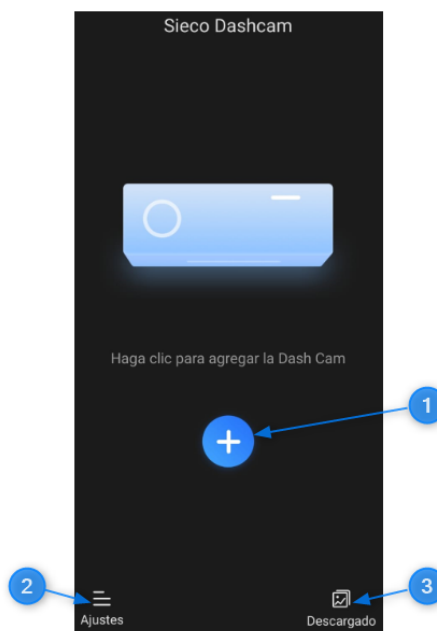 Sieco Dashcam
Haga clic para agregar la Dash Cam
1
2
3
Ajustes
Descargado